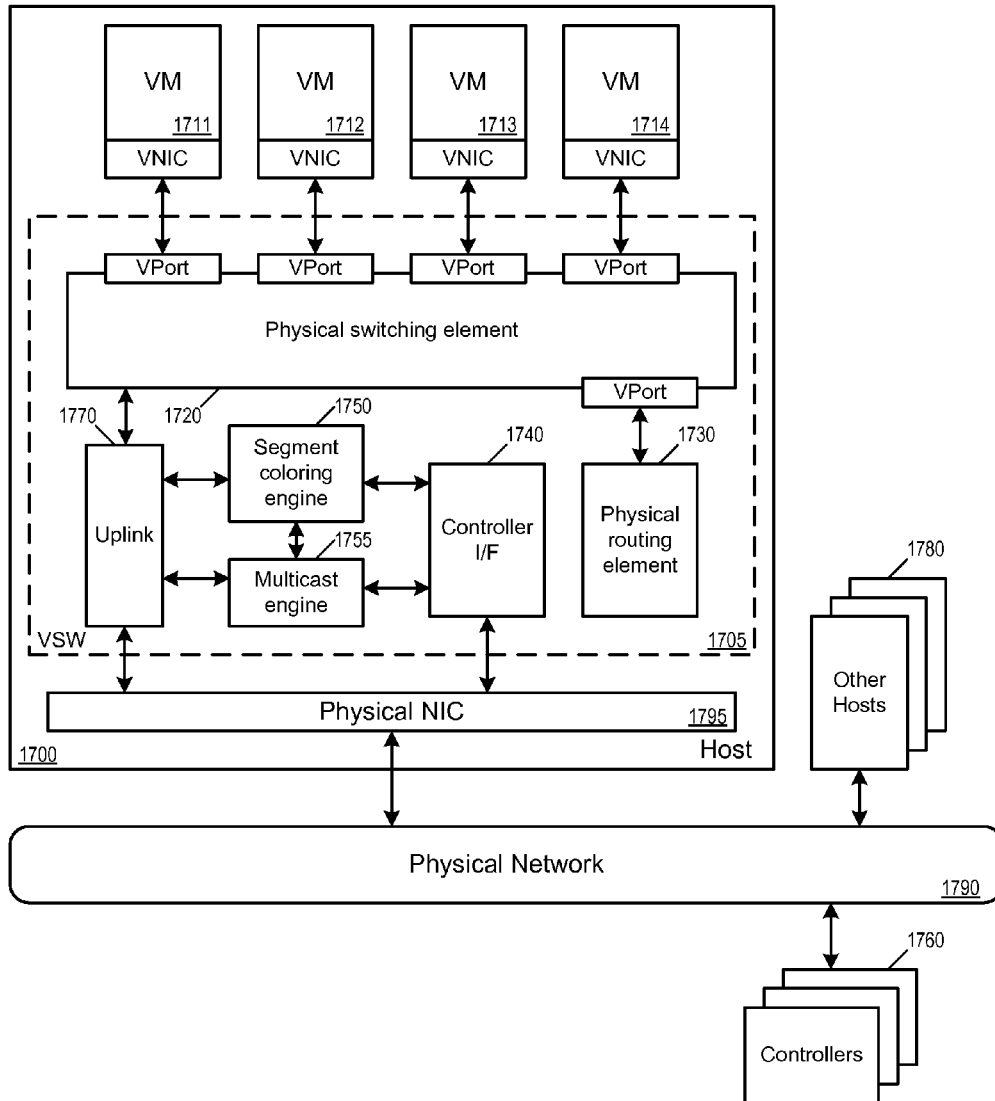 VM
1711
VNIC
VM
1712
VNIC
VM
1713
VNIC
VM
1714
VNIC
VPort
VPort
VPort
VPort
Physical switching element
VPort
1770
1720
1750
1740
1730
Uplink
Segment
coloring
engine
1755
Multicast
engine
Controller
I/F
Physical
routing
element
VSW
1705
Physical NIC
1795
1700
Host
1780
Other
Hosts
Physical Network
1790
1760
Controllers